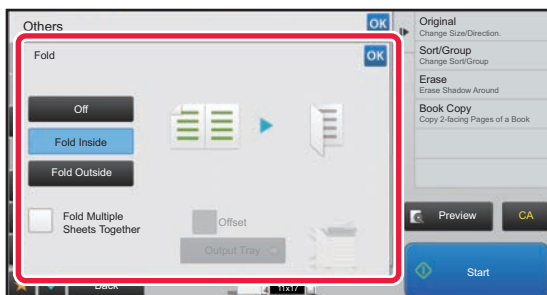 Others
OK
Fold
OK
Off
Fold Inside
Fold Outside
Fold Multiple
Sheets Together
Offset
Output Tray
Back
11x17
Original
Change Size/Direction.
Sort/Group
Change Sort/Group
Erase
Erase Shadow Around
Book Copy
Copy 2-facing Pages of a Book
Preview
CA
Start